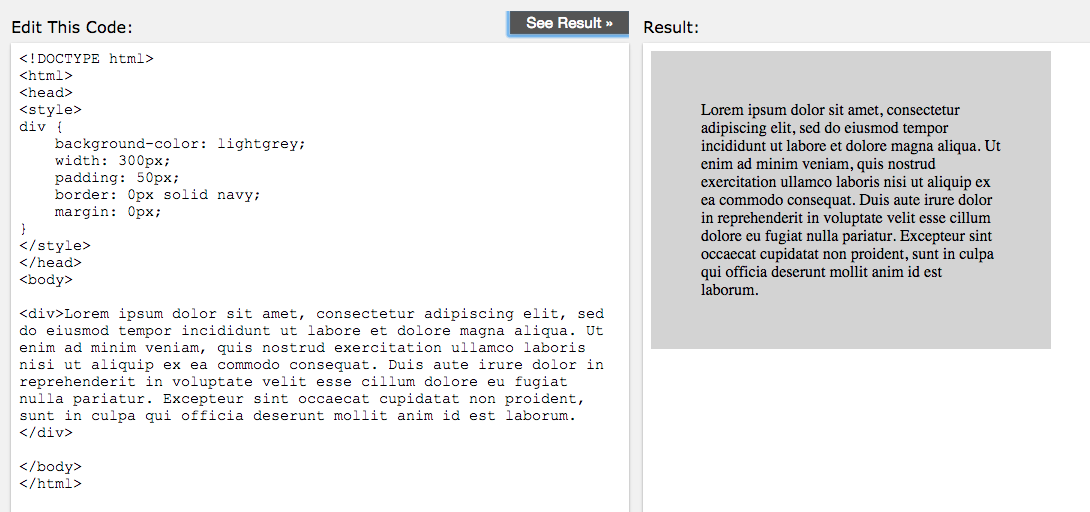 Edit This Code:
See Result »
<!DOCTYPE html>
<html>
<head>
<style>
div {
    background-color: lightgrey;
    width: 300px;
    padding: 50px;
    border: 0px solid navy;
    margin: 0px;
}
</style>
</head>
<body>

<div>Lorem ipsum dolor sit amet, consectetur adipiscing elit, sed
do eiusmod tempor incididunt ut labore et dolore magna aliqua. Ut
enim ad minim veniam, quis nostrud exercitation ullamco laboris
nisi ut aliquip ex ea commodo consequat. Duis aute irure dolor in
reprehenderit in voluptate velit esse cillum dolore eu fugiat
nulla pariatur. Excepteur sint occaecat cupidatat non proident,
sunt in culpa qui officia deserunt mollit anim id est laborum.
</div>

</body>
</html>
Result:
Lorem ipsum dolor sit amet, consectetur
adipiscing elit, sed do eiusmod tempor
incididunt ut labore et dolore magna aliqua. Ut
enim ad minim veniam, quis nostrud
exercitation ullamco laboris nisi ut aliquip ex
ea commodo consequat. Duis aute irure dolor
in reprehenderit in voluptate velit esse cillum
dolore eu fugiat nulla pariatur. Excepteur sint
occaecat cupidatat non proident, sunt in culpa
qui officia deserunt mollit anim id est
laborum.